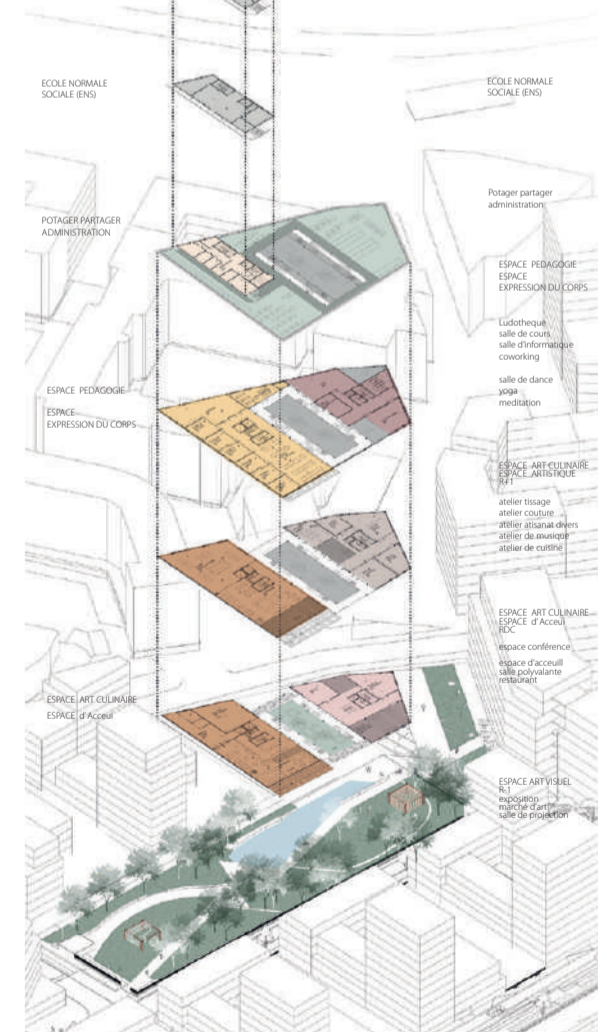 ECOLE NORMALE
SOCIALE (ENS)
POTAGER PARTAGER
ADMINISTRATION
ESPACE PEDAGOGIE
ESPACE
EXPRESSION DU CORPS
ESPACE ART CULINAIRE
ESPACE d' Acceui
ECOLE NORMALE
SOCIALE (ENS)
Potager partager
administration
ESPACE PEDAGOGIE
ESPACE
EXPRESSION DU CORPS
Ludotheque
salle de cours
salle d'informatique
coworking
salle de dance
yoga
meditation
ESPACE ART CULINAIRE
ESPACE ARTISTIQUE
R+1
atelier tissage
atelier couture
atelier atisanat divers
atelier de musique
atelier de cuisine
ESPACE ART CULINAIRE
ESPACE d' Acceui
RDC
espace conférence
espace d'acceuill
salle polyvalante
restaurant
ESPACE ART VISUEL
R-1
exposition
marché d'art
salle de projection